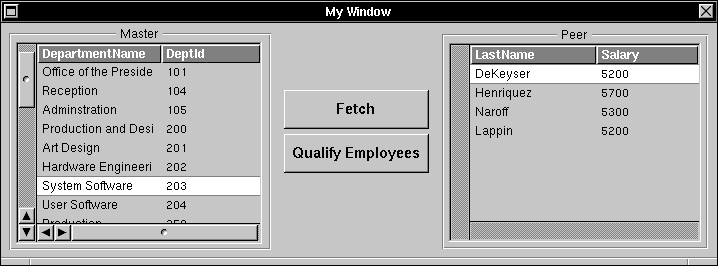 My Window
Master
DepartmentName DeptId
Office of the Preside 101
Reception 104
Adminstration 105
Production and Desi 200
Art Design 201
Hardware Engineeri 202
System Software 203
User Software 204
Production 250
Fetch
Qualify Employees
Peer
LastName Salary
DeKeyser 5200
Henriquez 5700
Naroff 5300
Lappin 5200